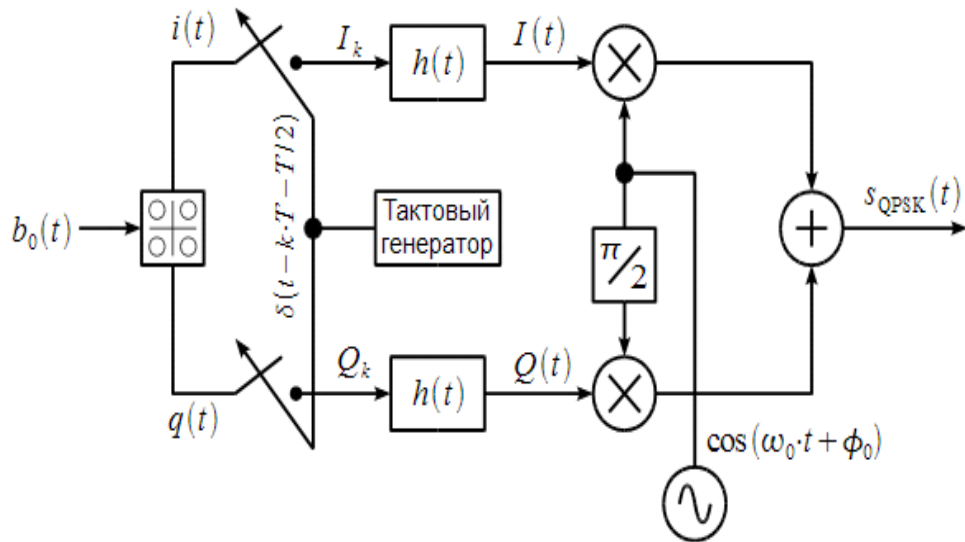 i(t)
I_k
h(t)
I(t)
δ(t−k·T−T/2)
b_0(t)
Тактовый
генератор
π/2
s_QPSK(t)
+
Q_k
h(t)
Q(t)
q(t)
cos(ω_0·t+ϕ_0)